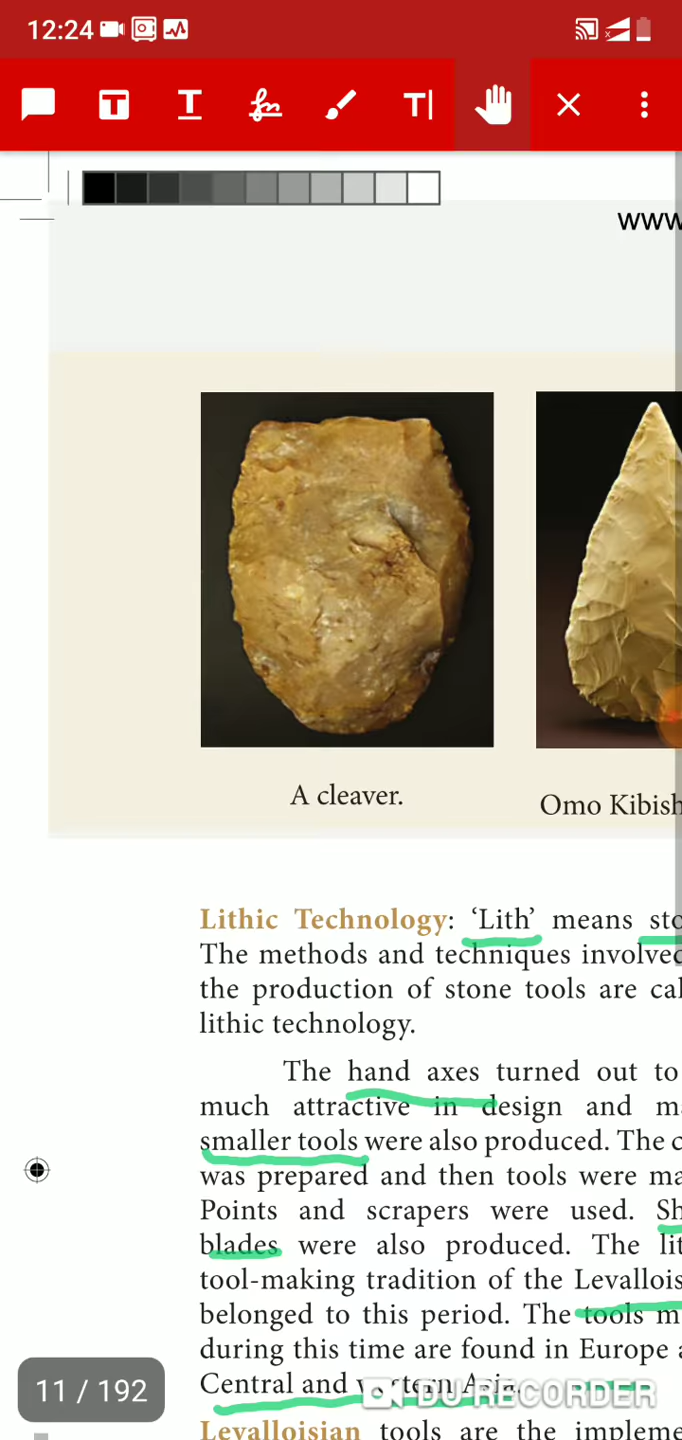 12:24
T
T
T
www
A cleaver.
Omo Kibish
Lithic Technology: ‘Lith’ means sto
The methods and techniques involved
the production of stone tools are cal
lithic technology.
The hand axes turned out to
much attractive in design and ma
smaller tools were also produced. The c
was prepared and then tools were ma
Points and scrapers were used. Sh
blades were also produced. The lit
tool-making tradition of the Levallois
belonged to this period. The tools m
during this time are found in Europe a
Central and western Asia.
DU RECORDER
11 / 192
Levalloisian tools are the impleme